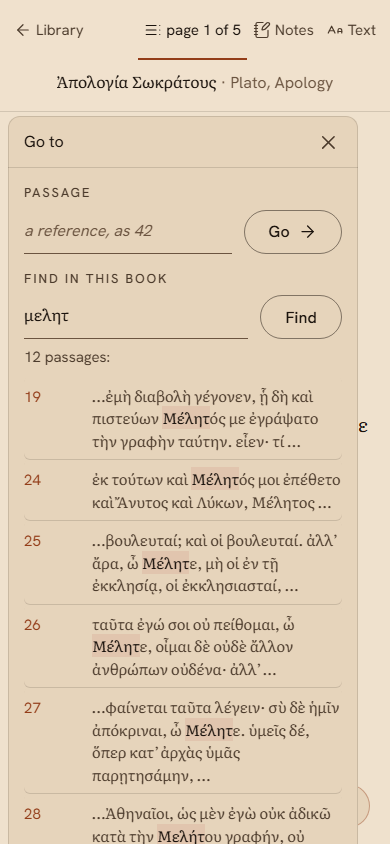 ← Library
page 1 of 5
Notes
Aa Text
Ἀπολογία Σωκράτους · Plato, Apology
Go to
PASSAGE
a reference, as 42
Go →
FIND IN THIS BOOK
μελητ
Find
12 passages:
19
…ἐμὴ διαβολὴ γέγονεν, ᾗ δὴ καὶ
πιστεύων Μέλητός με ἐγράψατο
τὴν γραφὴν ταύτην. εἶεν· τί …
ε
24
ἐκ τούτων καὶ Μέλητός μοι ἐπέθετο
καὶ Ἄνυτος καὶ Λύκων, Μέλητος …
25
…βουλευταί; καὶ οἱ βουλευταί. ἀλλ’
ἄρα, ὦ Μέλητε, μὴ οἱ ἐν τῇ
ἐκκλησίᾳ, οἱ ἐκκλησιασταί, …
26
ταῦτα ἐγώ σοι οὐ πείθομαι, ὦ
Μέλητε, οἶμαι δὲ οὐδὲ ἄλλον
ἀνθρώπων οὐδένα· ἀλλ’ …
27
…φαίνεται ταῦτα λέγειν· σὺ δὲ ἡμῖν
ἀπόκριναι, ὦ Μέλητε. ὑμεῖς δέ,
ὅπερ κατ’ ἀρχὰς ὑμᾶς
παρῃτησάμην, …
28
…Ἀθηναῖοι, ὡς μὲν ἐγὼ οὐκ ἀδικῶ
κατὰ τὴν Μελήτου γραφήν, οὐ